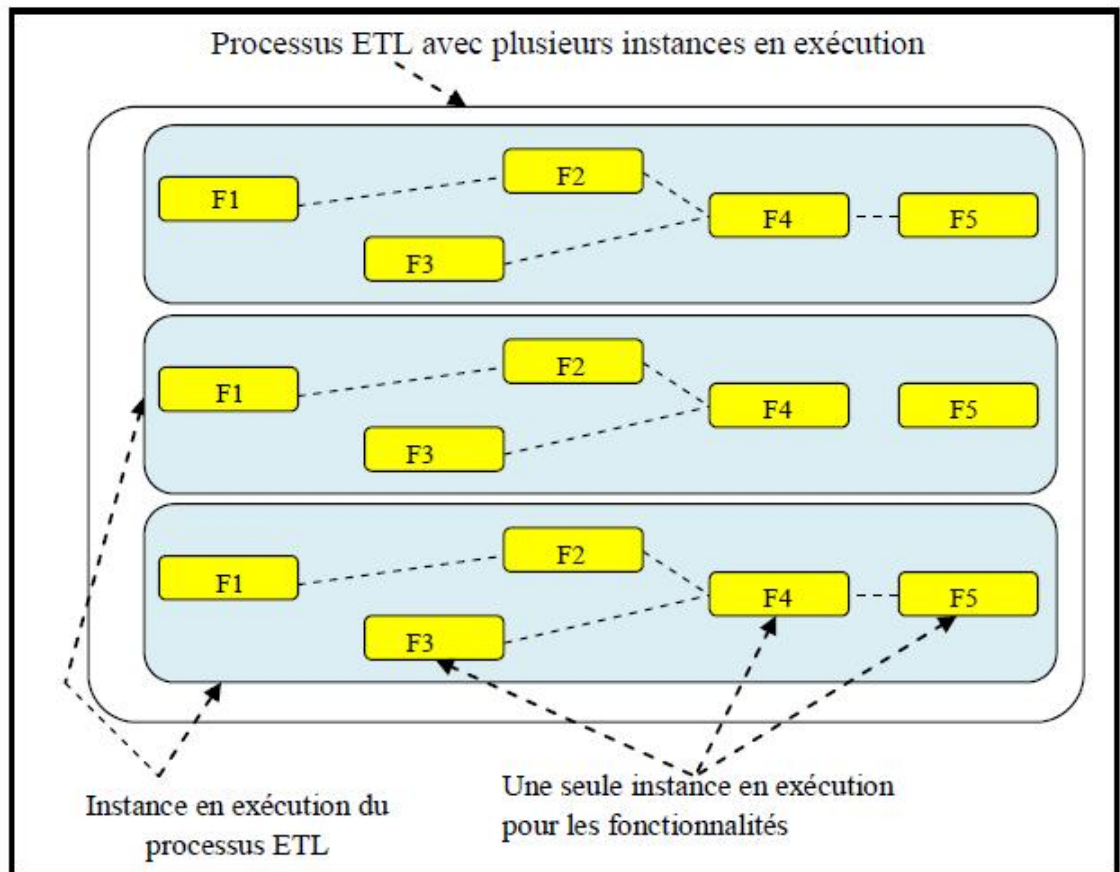 Processus ETL avec plusieurs instances en exécution
F1
F2
F3
F4
F5
F1
F2
F3
F4
F5
F1
F2
F3
F4
F5
Instance en exécution du
processus ETL
Une seule instance en exécution
pour les fonctionnalités